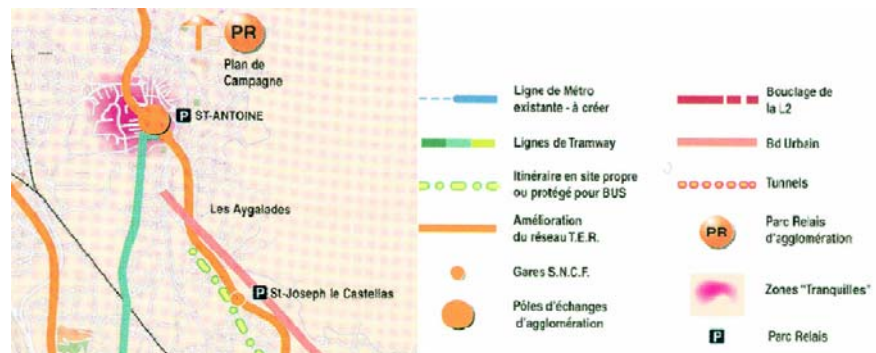 PR
Plan de
Campagne
P ST-ANTOINE
Les Aygalades
P St-Joseph le Castellas
Ligne de Métro
existante - à créer
Lignes de Tramway
Itinéraire en site propre
ou protégé pour BUS
Amélioration
du réseau T.E.R.
Gares S.N.C.F.
Pôles d'échanges
d'agglomération
Bouclage de
la L2
Bd Urbain
Tunnels
PR
Parc Relais
d'agglomération
Zones "Tranquilles"
P
Parc Relais